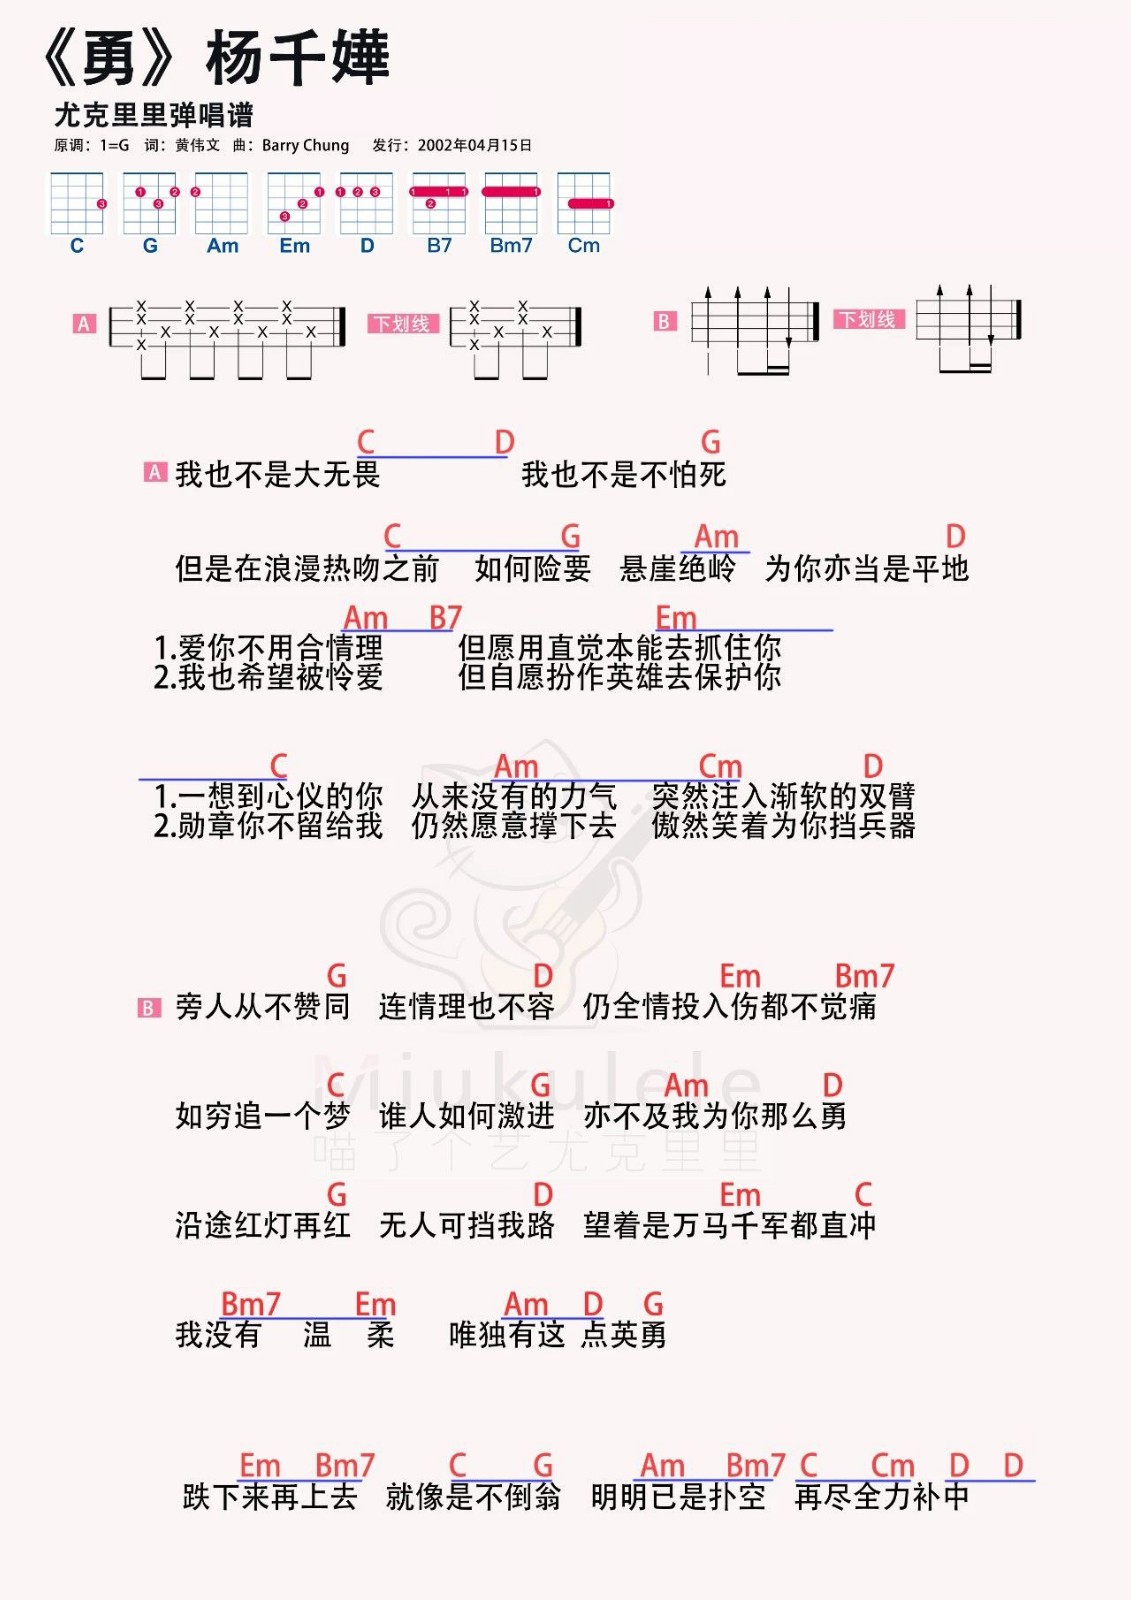 《勇》杨千嬅
尤克里里弹唱谱
原调：1=G 词：黄伟文 曲：Barry Chung 发行：2002年04月15日
C G Am Em D B7 Bm7 Cm
A 下划线 B 下划线
C D G
A 我也不是大无畏 我也不是不怕死
C G Am D
但是在浪漫热吻之前 如何险要 悬崖绝岭 为你亦当是平地
Am B7 Em
1.爱你不用合情理 但愿用直觉本能去抓住你
2.我也希望被怜爱 但自愿扮作英雄去保护你
C Am Cm D
1.一想到心仪的你 从来没有的力气 突然注入渐软的双臂
2.勋章你不留给我 仍然愿意撑下去 傲然笑着为你挡兵器
G D Em Bm7
B 旁人从不赞同 连情理也不容 仍全情投入伤都不觉痛
C G Am D
如穷追一个梦 谁人如何激进 亦不及我为你那么勇
Miukulele
喵了个艺尤克里里
G D Em C
沿途红灯再红 无人可挡我路 望着是万马千军都直冲
Bm7 Em Am D G
我没有 温 柔 唯独有这 点英勇
Em Bm7 C G Am Bm7 C Cm D D
跌下来再上去 就像是不倒翁 明明已是扑空 再尽全力补中